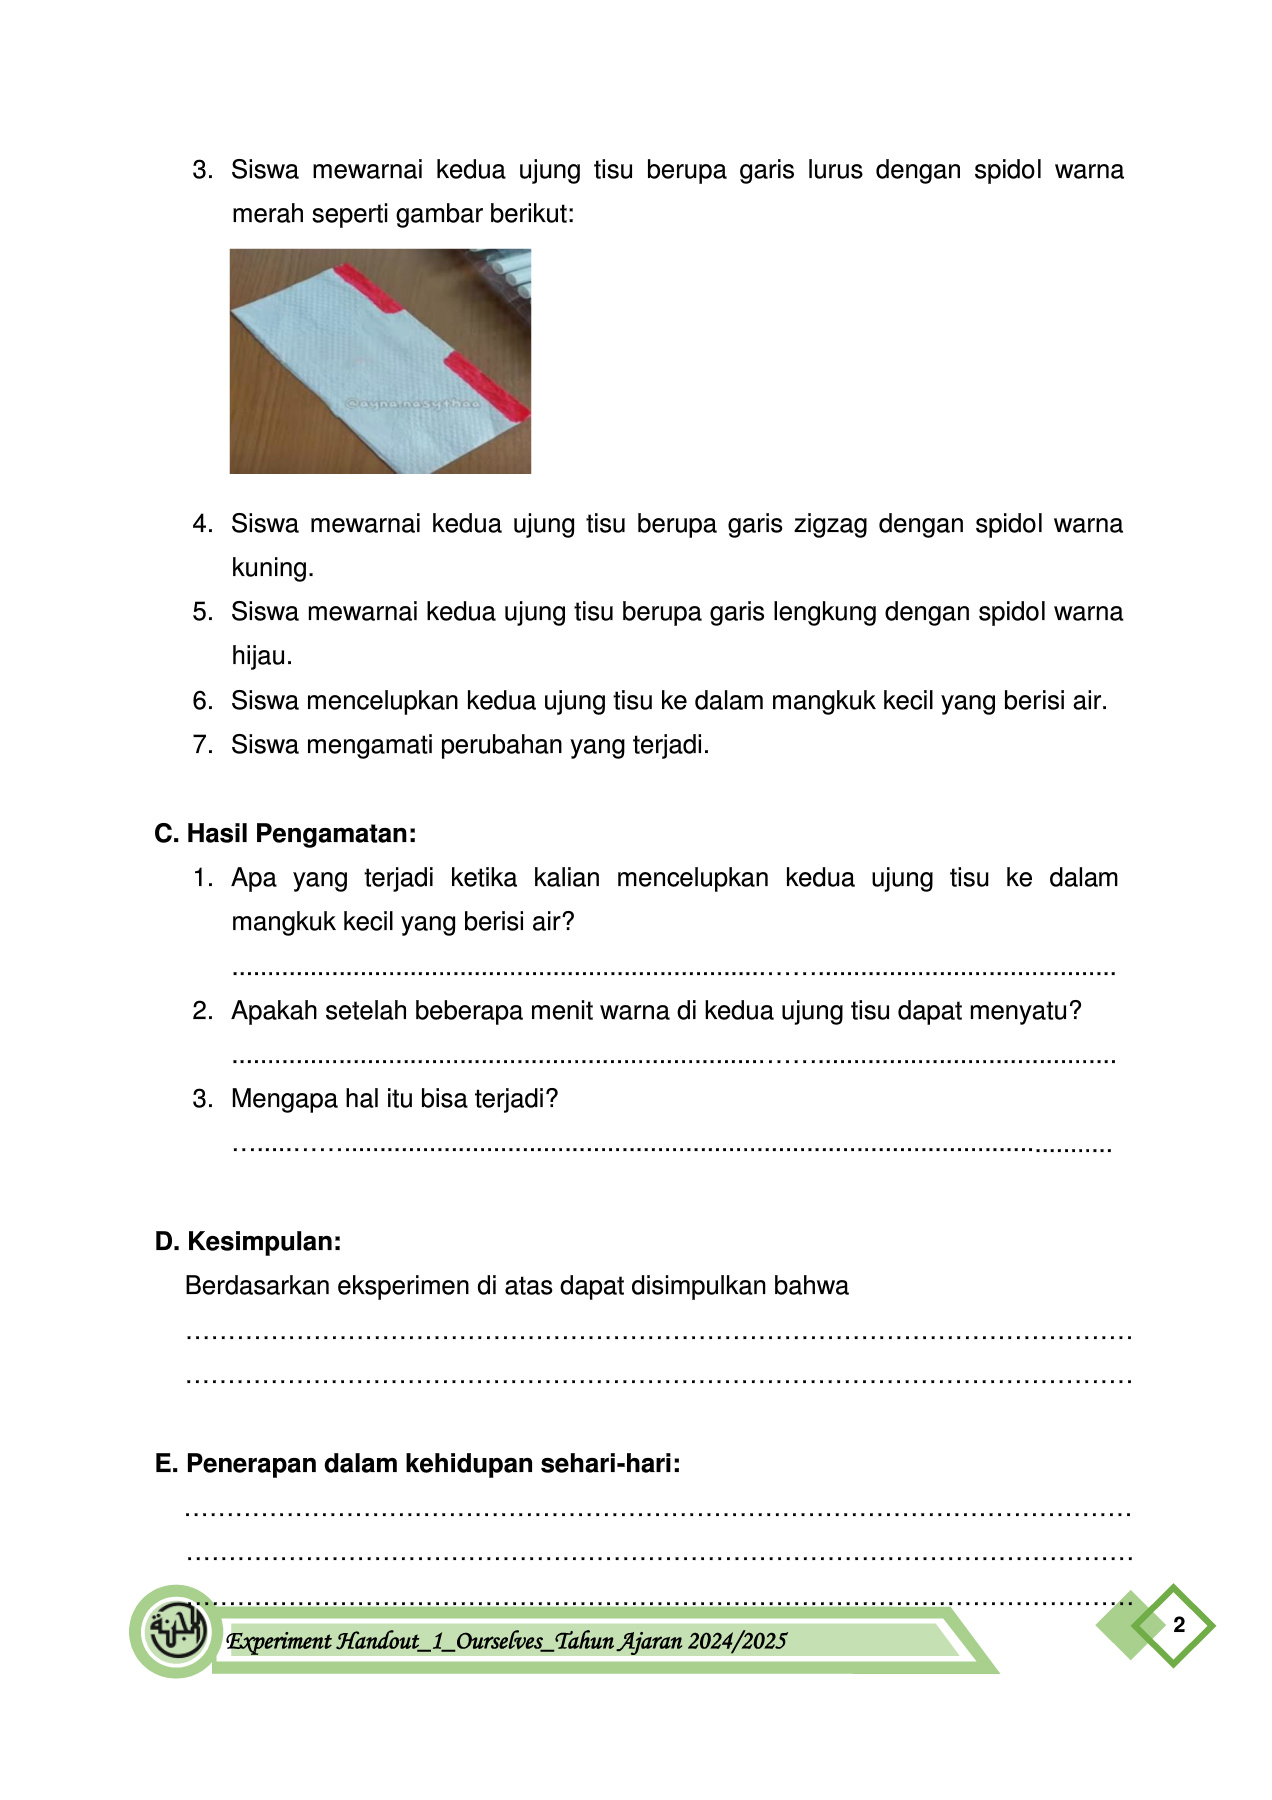 3. Siswa mewarnai kedua ujung tisu berupa garis lurus dengan spidol warna
merah seperti gambar berikut:
4. Siswa mewarnai kedua ujung tisu berupa garis zigzag dengan spidol warna
kuning.
5. Siswa mewarnai kedua ujung tisu berupa garis lengkung dengan spidol warna
hijau.
6. Siswa mencelupkan kedua ujung tisu ke dalam mangkuk kecil yang berisi air.
7. Siswa mengamati perubahan yang terjadi.
C. Hasil Pengamatan:
1. Apa yang terjadi ketika kalian mencelupkan kedua ujung tisu ke dalam
mangkuk kecil yang berisi air?
2. Apakah setelah beberapa menit warna di kedua ujung tisu dapat menyatu?
3. Mengapa hal itu bisa terjadi?
D. Kesimpulan:
Berdasarkan eksperimen di atas dapat disimpulkan bahwa
E. Penerapan dalam kehidupan sehari-hari:
Experiment Handout_1_Ourselves_Tahun Ajaran 2024/2025
2